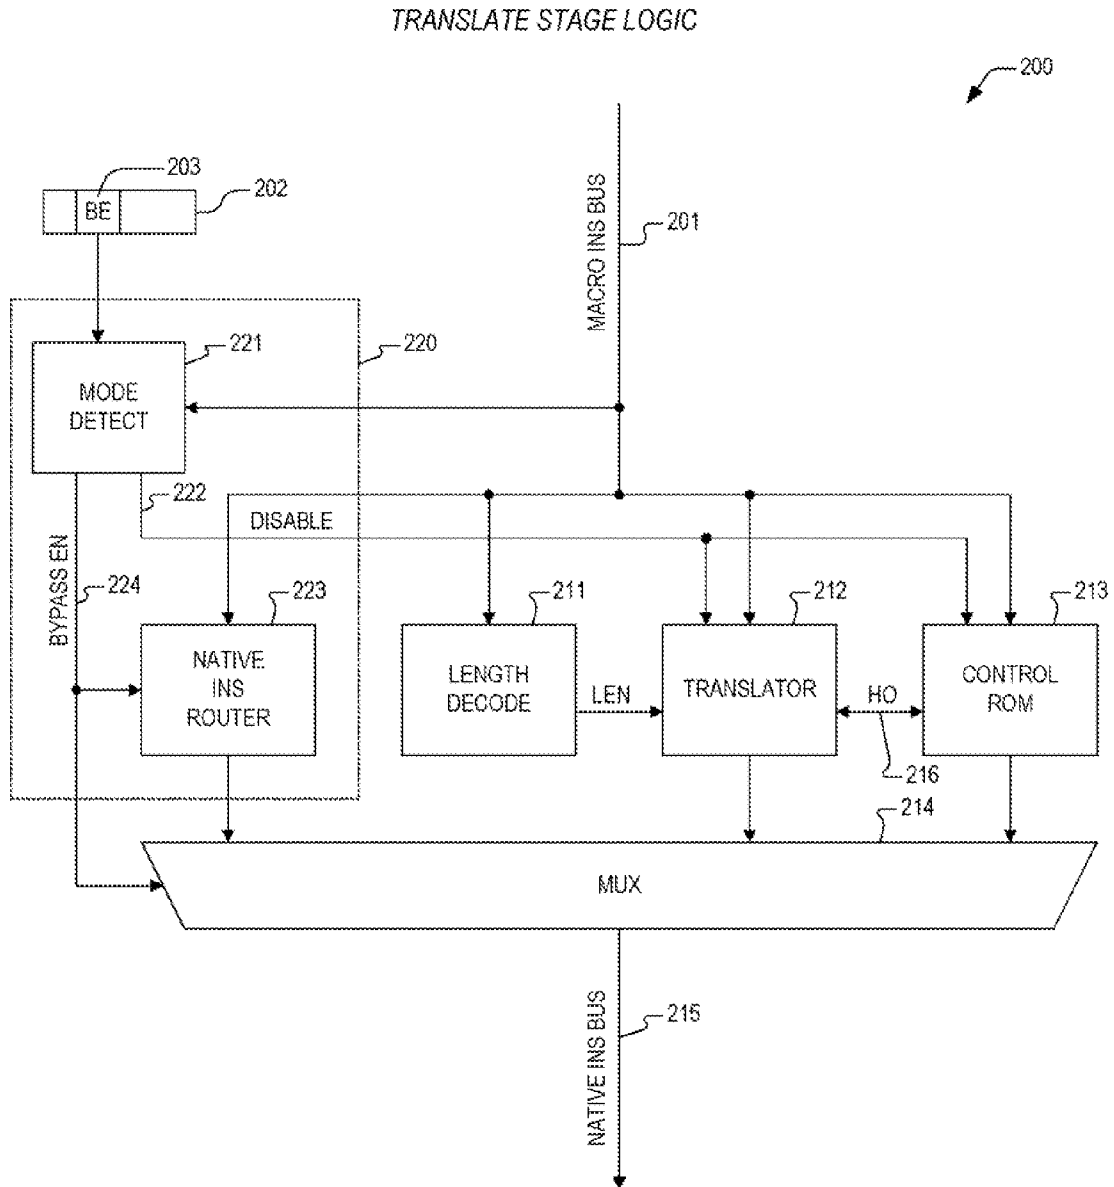 TRANSLATE STAGE LOGIC
200
203
202
BE
MACRO INS BUS
201
221
220
MODE
DETECT
222
DISABLE
BYPASS EN
224
223
211
212
213
NATIVE
INS
ROUTER
LENGTH
DECODE
LEN
TRANSLATOR
HO
CONTROL
ROM
216
214
MUX
NATIVE INS BUS
215